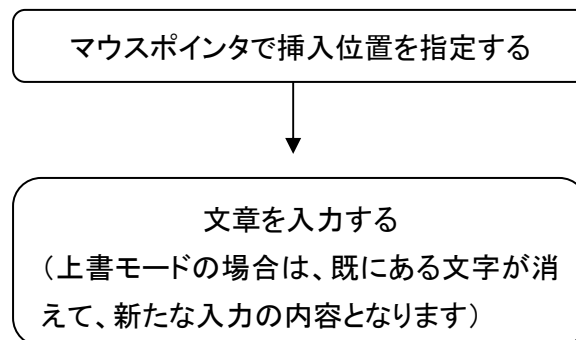 マウスポインタで挿入位置を指定する
文章を入力する
（上書モードの場合は、既にある文字が消
えて、新たな入力の内容となります）